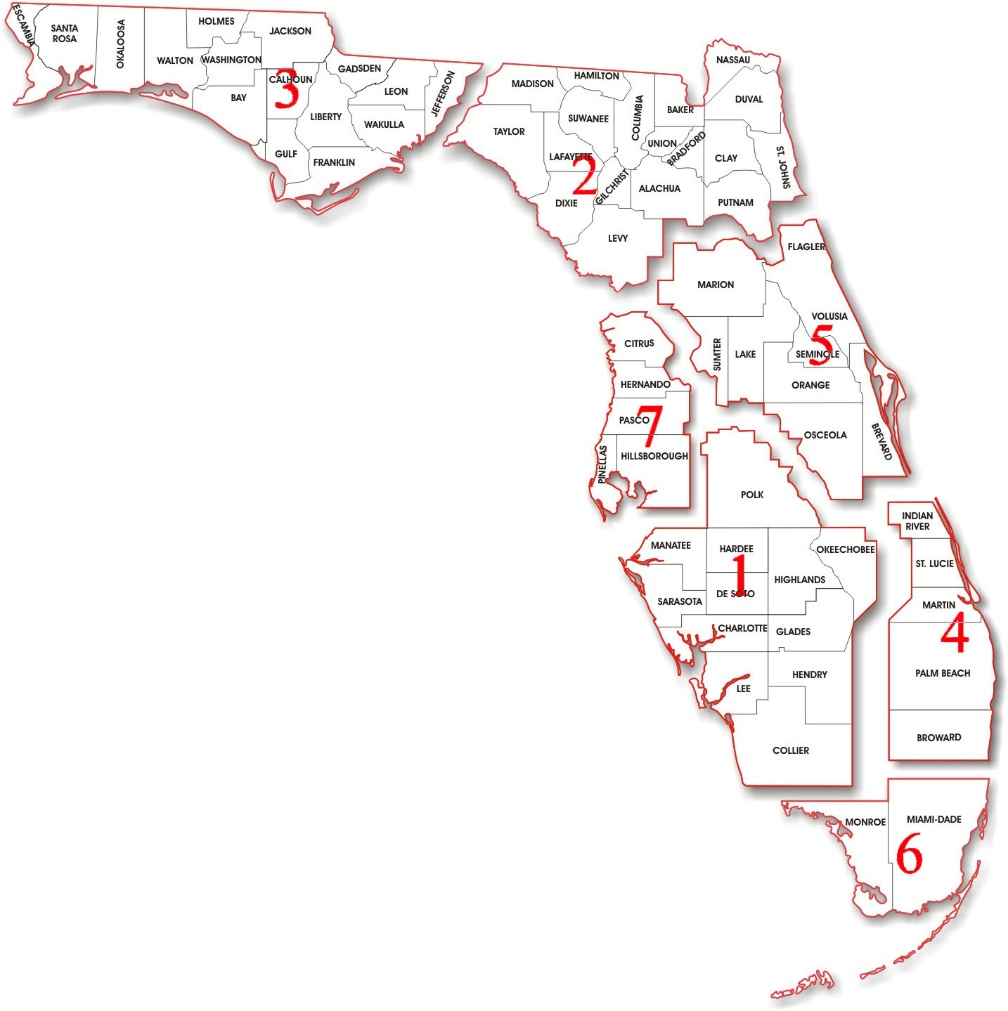 ESCAMBIA
SANTA
ROSA
OKALOOSA
WALTON
HOLMES
WASHINGTON
JACKSON
BAY
CALHOUN
3
GULF
LIBERTY
FRANKLIN
GADSDEN
LEON
WAKULLA
JEFFERSON
MADISON
HAMILTON
TAYLOR
SUWANEE
LAFAYETTE
2
DIXIE
GILCHRIST
LEVY
COLUMBIA
BAKER
UNION
BRADFORD
ALACHUA
NASSAU
DUVAL
CLAY
ST. JOHNS
PUTNAM
FLAGLER
MARION
VOLUSIA
5
SUMTER
LAKE
SEMINOLE
ORANGE
OSCEOLA
BREVARD
CITRUS
HERNANDO
PASCO
7
PINELLAS
HILLSBOROUGH
POLK
MANATEE
HARDEE
1
OKEECHOBEE
HIGHLANDS
DE SOTO
SARASOTA
CHARLOTTE
GLADES
LEE
HENDRY
COLLIER
INDIAN
RIVER
ST. LUCIE
MARTIN
4
PALM BEACH
BROWARD
MONROE
MIAMI-DADE
6